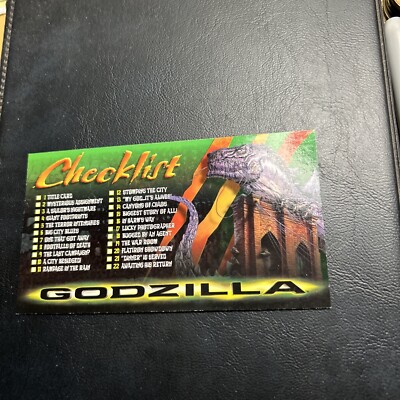 Checklist
1 TITLE CARD
2 MYSTERIOUS ASSIGNMENT
3 A SAILOR'S NIGHTMARE
4 GIANT FOOTPRINTS
5 THE TERROR INTENSIFIES
6 BIG CITY BLUES
7 ONE THAT GOT AWAY
8 FOOTFALLS OF DEATH
9 THE LAST CAMPAIGN?
10 A CITY BESIEGED
11 RAMPAGE IN THE RAIN
12 STOMPING THE CITY
13 "MY GOD, IT'S ALIVE!"
14 CANYONS OF CHAOS
15 BIGGEST STORY OF ALL!
16 IN HARM'S WAY
17 LUCKY PHOTOGRAPHER
18 BUGGED BY AN AGENT
19 THE WAR ROOM
20 FLATIRON SHOWDOWN
21 "DINNER" IS SERVED
22 AWAITING HIS RETURN
GODZILLA